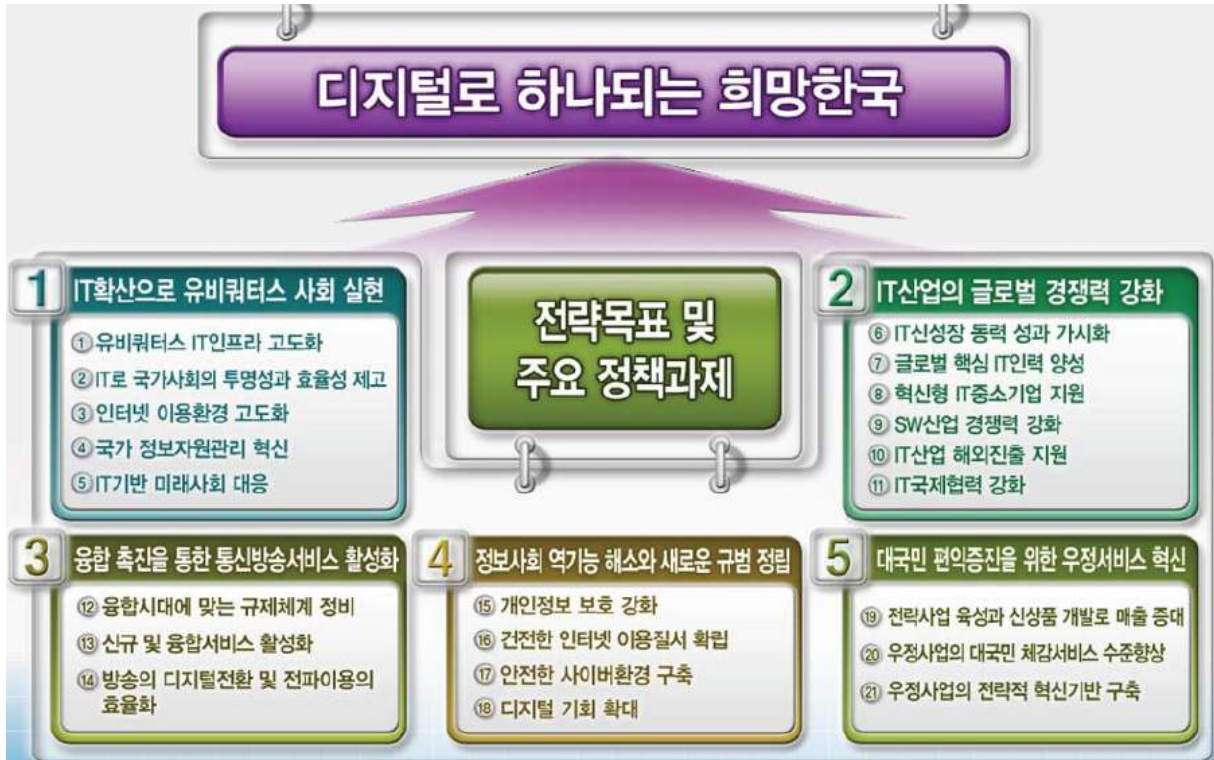 디지털로 하나되는 희망한국
전략목표 및
주요 정책과제
1 IT확산으로 유비쿼터스 사회 실현
① 유비쿼터스 IT인프라 고도화
② IT로 국가사회의 투명성과 효율성 제고
③ 인터넷 이용환경 고도화
④ 국가 정보자원관리 혁신
⑤ IT기반 미래사회 대응
2 IT산업의 글로벌 경쟁력 강화
⑥ IT신성장 동력 성과 가시화
⑦ 글로벌 핵심 IT인력 양성
⑧ 혁신형 IT중소기업 지원
⑨ SW산업 경쟁력 강화
⑩ IT산업 해외진출 지원
⑪ IT국제협력 강화
3 융합 촉진을 통한 통신방송서비스 활성화
⑫ 융합시대에 맞는 규제체계 정비
⑬ 신규 및 융합서비스 활성화
⑭ 방송의 디지털전환 및 전파이용의
효율화
4 정보사회 역기능 해소와 새로운 규범 정립
⑮ 개인정보 보호 강화
⑯ 건전한 인터넷 이용질서 확립
⑰ 안전한 사이버환경 구축
⑱ 디지털 기회 확대
5 대국민 편익증진을 위한 우정서비스 혁신
⑲ 전략사업 육성과 신상품 개발로 매출 증대
⑳ 우정사업의 대국민 체감서비스 수준향상
㉑ 우정사업의 전략적 혁신기반 구축